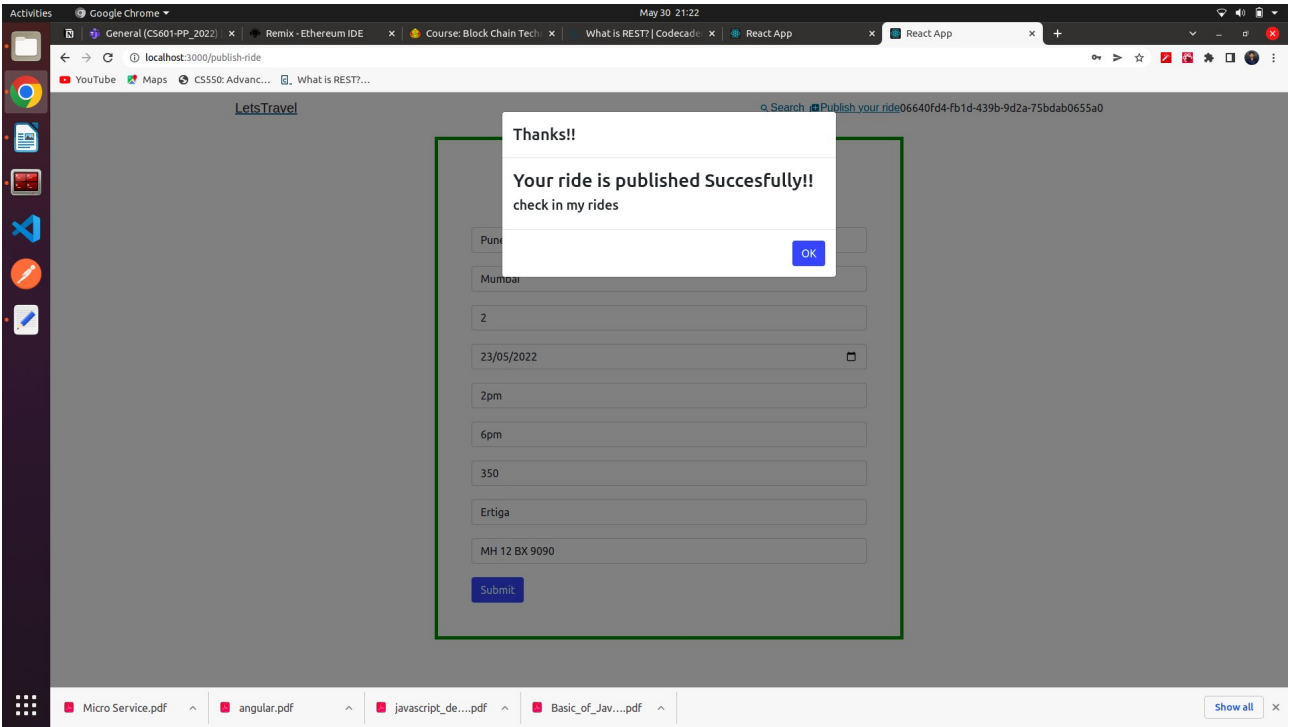 Activities Google Chrome May 30 21:22
General (CS601-PP_2022) Remix - Ethereum IDE Course: Block Chain Tech What is REST? | Codecade React App React App
localhost:3000/publish-ride
YouTube Maps CS550: Advanc... What is REST?...
LetsTravel Search Publish your ride06640fd4-fb1d-439b-9d2a-75bdab0655a0
Thanks!!
Your ride is published Succesfully!!
check in my rides
OK
Pune
Mumbai
2
23/05/2022
2pm
6pm
350
Ertiga
MH 12 BX 9090
Submit
Micro Service.pdf angular.pdf javascript_de....pdf Basic_of_Jav....pdf Show all